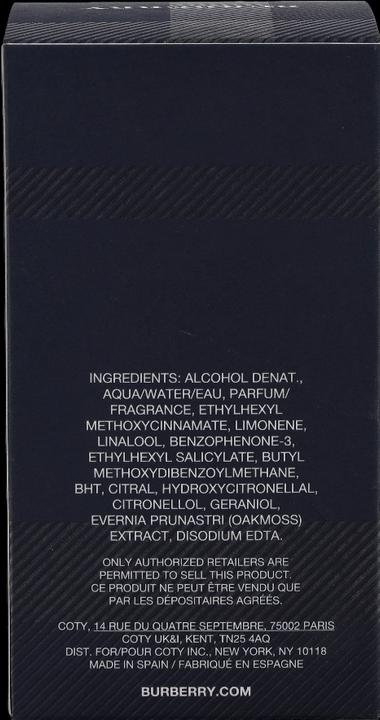 INGREDIENTS: ALCOHOL DENAT.,
AQUA/WATER/EAU, PARFUM/
FRAGRANCE, ETHYLHEXYL
METHOXYCINNAMATE, LIMONENE,
LINALOOL, BENZOPHENONE-3,
ETHYLHEXYL SALICYLATE, BUTYL
METHOXYDIBENZOYLMETHANE,
BHT, CITRAL, HYDROXYCITRONELLAL,
CITRONELLOL, GERANIOL,
EVERNIA PRUNASTRI (OAKMOSS)
EXTRACT, DISODIUM EDTA.
ONLY AUTHORIZED RETAILERS ARE
PERMITTED TO SELL THIS PRODUCT.
CE PRODUIT NE PEUT ÊTRE VENDU QUE
PAR LES DÉPOSITAIRES AGRÉÉS.
COTY, 14 RUE DU QUATRE SEPTEMBRE, 75002 PARIS
COTY UK&I, KENT, TN25 4AQ
DIST. FOR/POUR COTY INC., NEW YORK, NY 10118
MADE IN SPAIN / FABRIQUÉ EN ESPAGNE
BURBERRY.COM